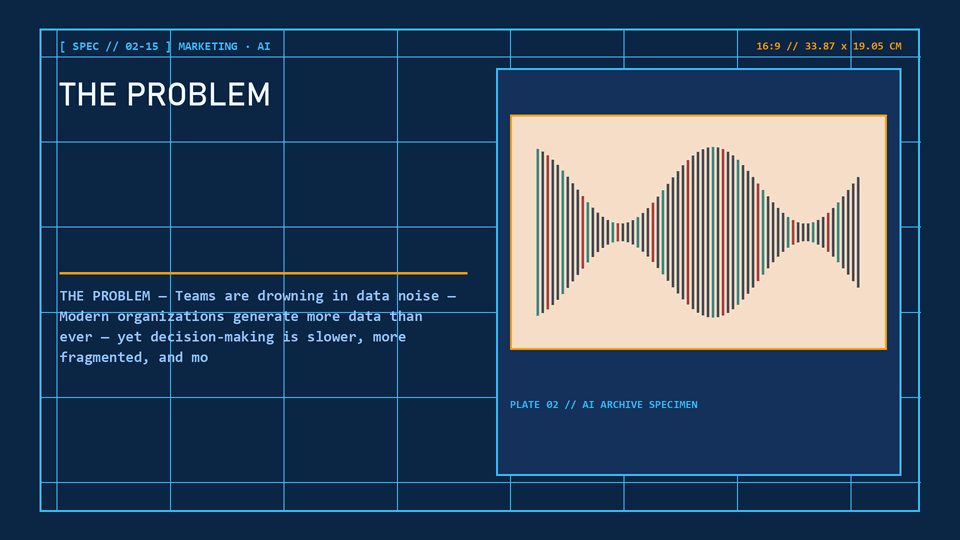 [ SPEC // 02-15 ] MARKETING · AI
16:9 // 33.87 x 19.05 CM
THE PROBLEM
THE PROBLEM — Teams are drowning in data noise —
Modern organizations generate more data than
ever — yet decision-making is slower, more
fragmented, and mo
PLATE 02 // AI ARCHIVE SPECIMEN